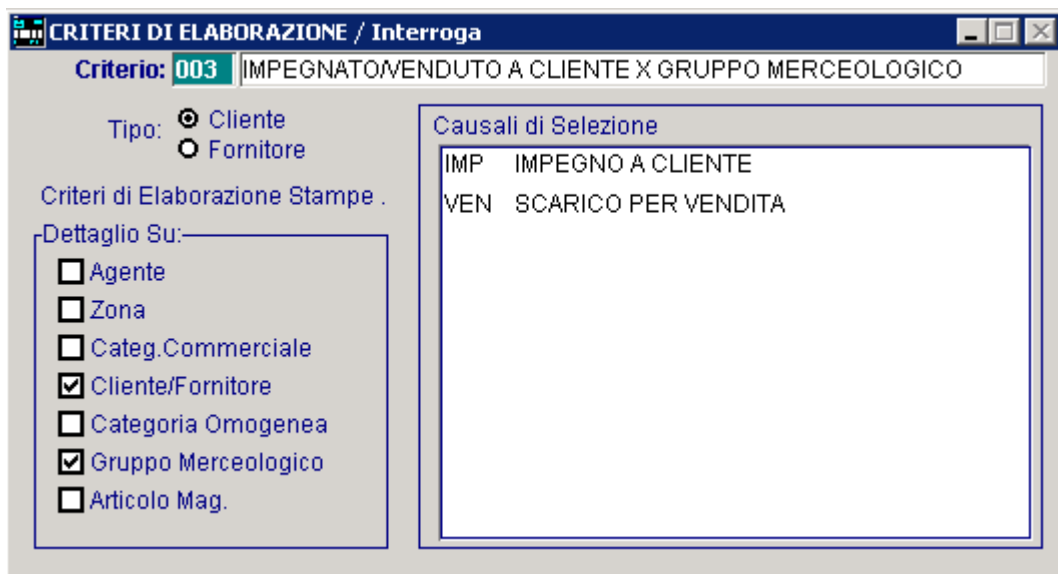 CRITERI DI ELABORAZIONE / Interroga
Criterio: 003 IMPEGNATO/VENDUTO A CLIENTE X GRUPPO MERCEOLOGICO
Tipo: Cliente
Fornitore
Criteri di Elaborazione Stampe .
Dettaglio Su:
Agente
Zona
Categ.Commerciale
Cliente/Fornitore
Categoria Omogenea
Gruppo Merceologico
Articolo Mag.
Causali di Selezione
IMP IMPEGNO A CLIENTE
VEN SCARICO PER VENDITA